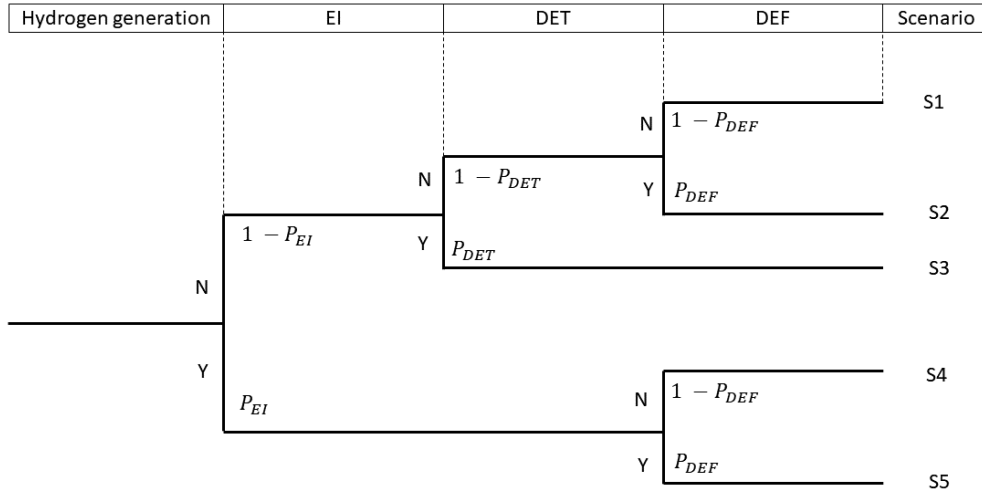 Hydrogen generation EI DET DEF Scenario
S1
N 1 − P_DEF
N 1 − P_DET Y P_DEF
S2
1 − P_EI Y P_DET
S3
N
Y
S4
P_EI N 1 − P_DEF
Y P_DEF
S5